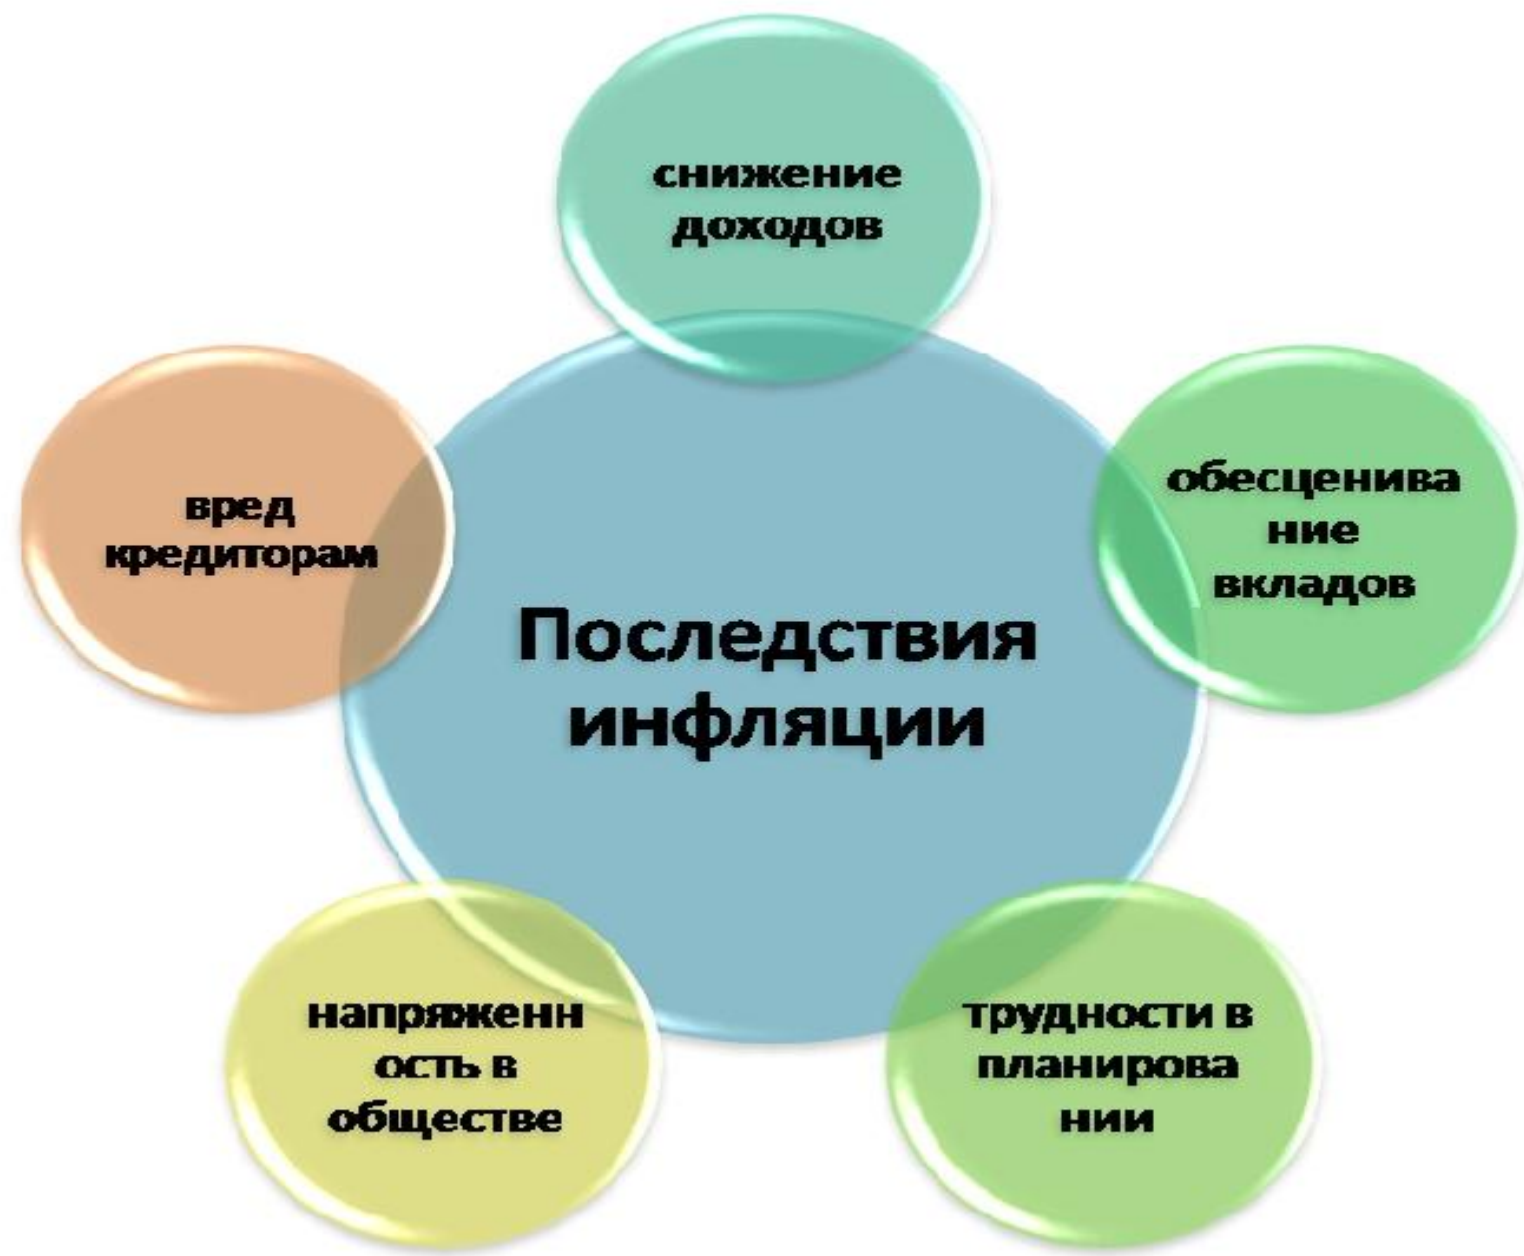 снижение
доходов
обесценива
ние
вкладов
трудности в
планирова
нии
напряженн
ость в
обществе
вред
кредиторам
Последствия
инфляции